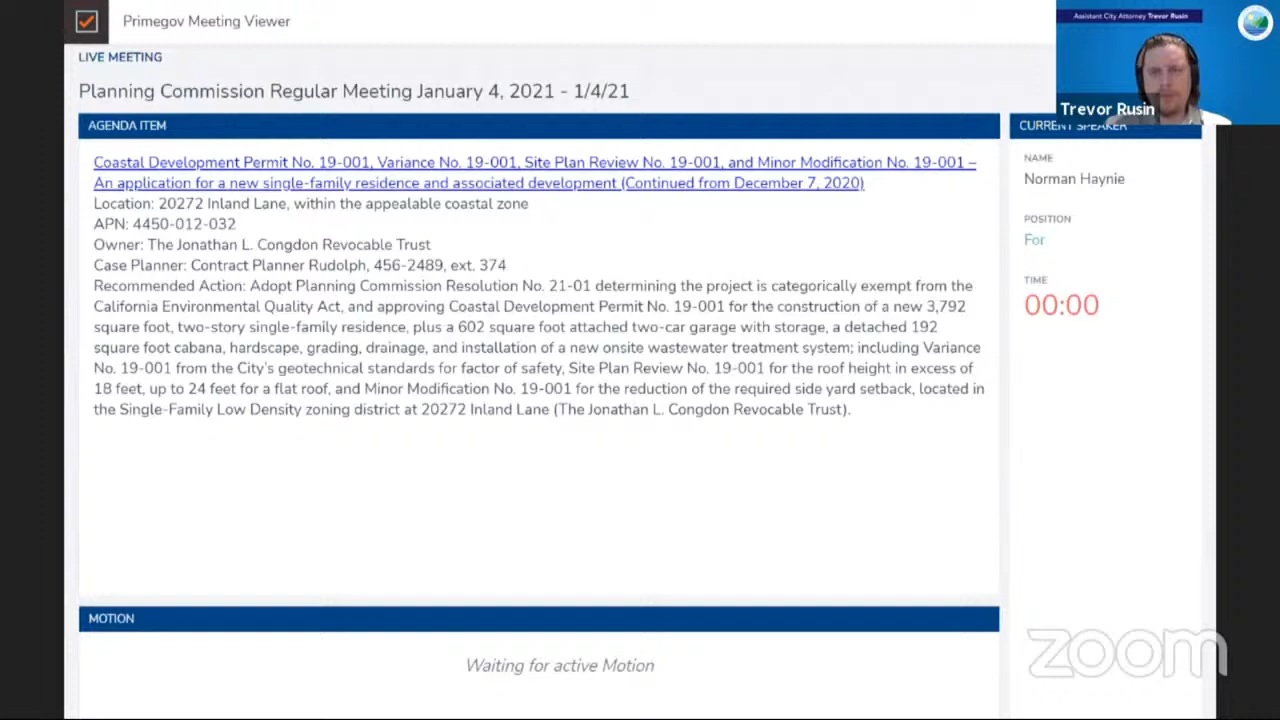 Primegov Meeting Viewer
Assistant City Attorney Trevor Rusin
LIVE MEETING
Planning Commission Regular Meeting January 4, 2021 - 1/4/21
Trevor Rusin
AGENDA ITEM
CURRENT SPEAKER
Coastal Development Permit No. 19-001, Variance No. 19-001, Site Plan Review No. 19-001, and Minor Modification No. 19-001 –
An application for a new single-family residence and associated development (Continued from December 7, 2020)
Location: 20272 Inland Lane, within the appealable coastal zone
APN: 4450-012-032
Owner: The Jonathan L. Congdon Revocable Trust
Case Planner: Contract Planner Rudolph, 456-2489, ext. 374
Recommended Action: Adopt Planning Commission Resolution No. 21-01 determining the project is categorically exempt from the
California Environmental Quality Act, and approving Coastal Development Permit No. 19-001 for the construction of a new 3,792
square foot, two-story single-family residence, plus a 602 square foot attached two-car garage with storage, a detached 192
square foot cabana, hardscape, grading, drainage, and installation of a new onsite wastewater treatment system; including Variance
No. 19-001 from the City's geotechnical standards for factor of safety, Site Plan Review No. 19-001 for the roof height in excess of
18 feet, up to 24 feet for a flat roof, and Minor Modification No. 19-001 for the reduction of the required side yard setback, located in
the Single-Family Low Density zoning district at 20272 Inland Lane (The Jonathan L. Congdon Revocable Trust).
NAME
Norman Haynie
POSITION
For
TIME
00:00
MOTION
Waiting for active Motion
zoom